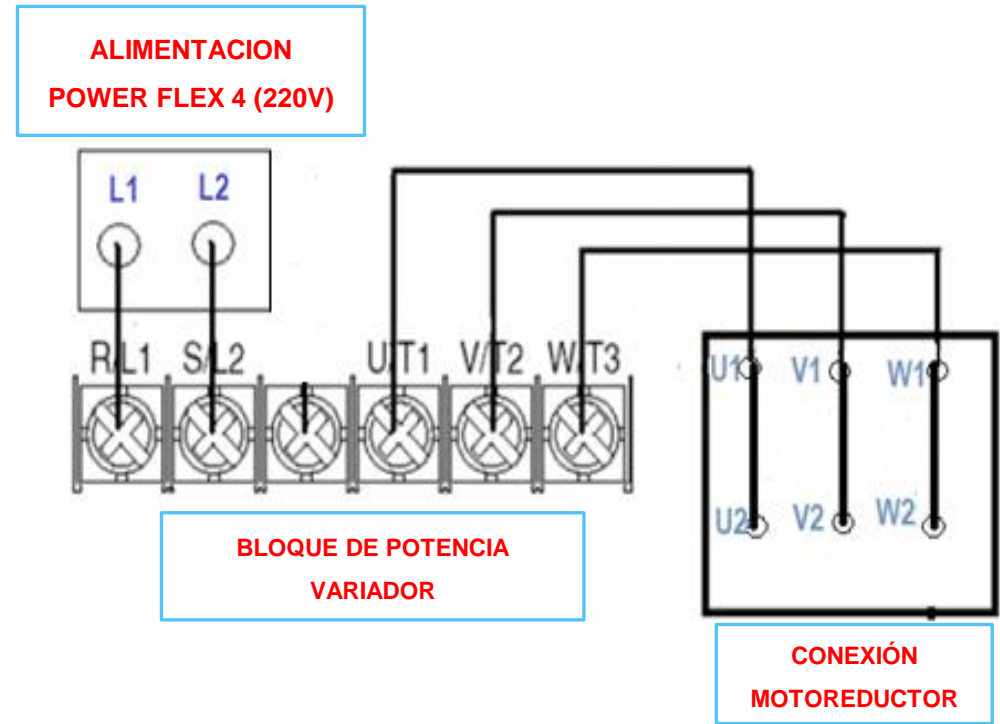 ALIMENTACION
POWER FLEX 4 (220V)
L1 L2
R/L1 S/L2 U/T1 V/T2 W/T3
U1 V1 W1
U2 V2 W2
BLOQUE DE POTENCIA
VARIADOR
CONEXIÓN
MOTOREDUCTOR